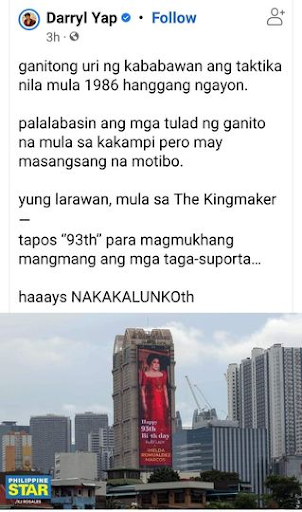 Darryl Yap · Follow
3h ·
ganitong uri ng kababawan ang taktika
nila mula 1986 hanggang ngayon.
palalabasin ang mga tulad ng ganito
na mula sa kakampi pero may
masangsang na motibo.
yung larawan, mula sa The Kingmaker
—
tapos “93th” para magmukhang
mangmang ang mga taga-suporta…
haaays NAKAKALUNKOth
Happy
93th
Birthday
IMELDA
ROMUALDEZ
MARCOS
PHILIPPINE
STAR
/KJ ROSALES